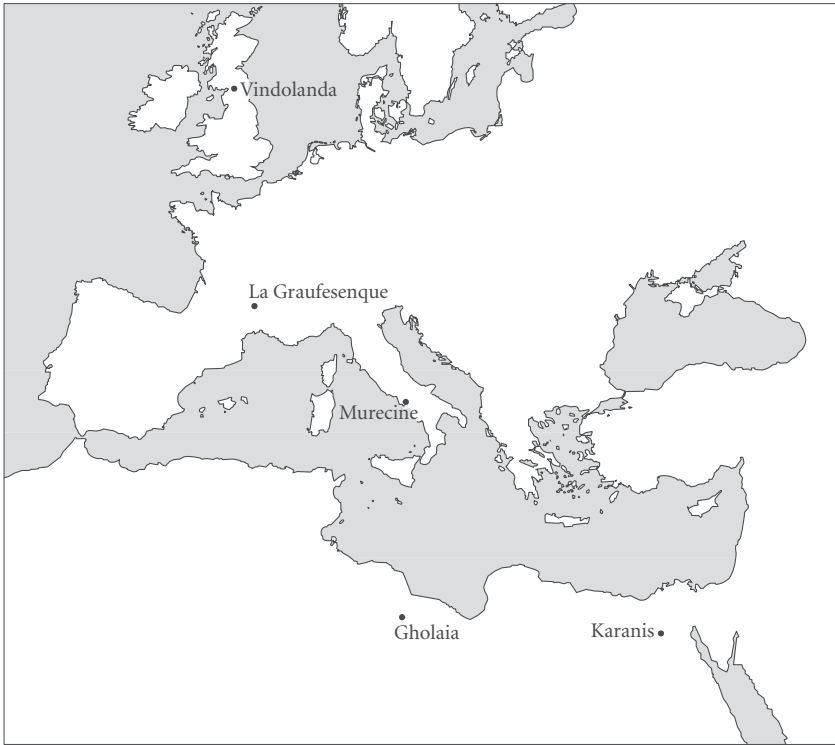 Vindolanda
La Graufesenque
Murecine
Gholaia
Karanis